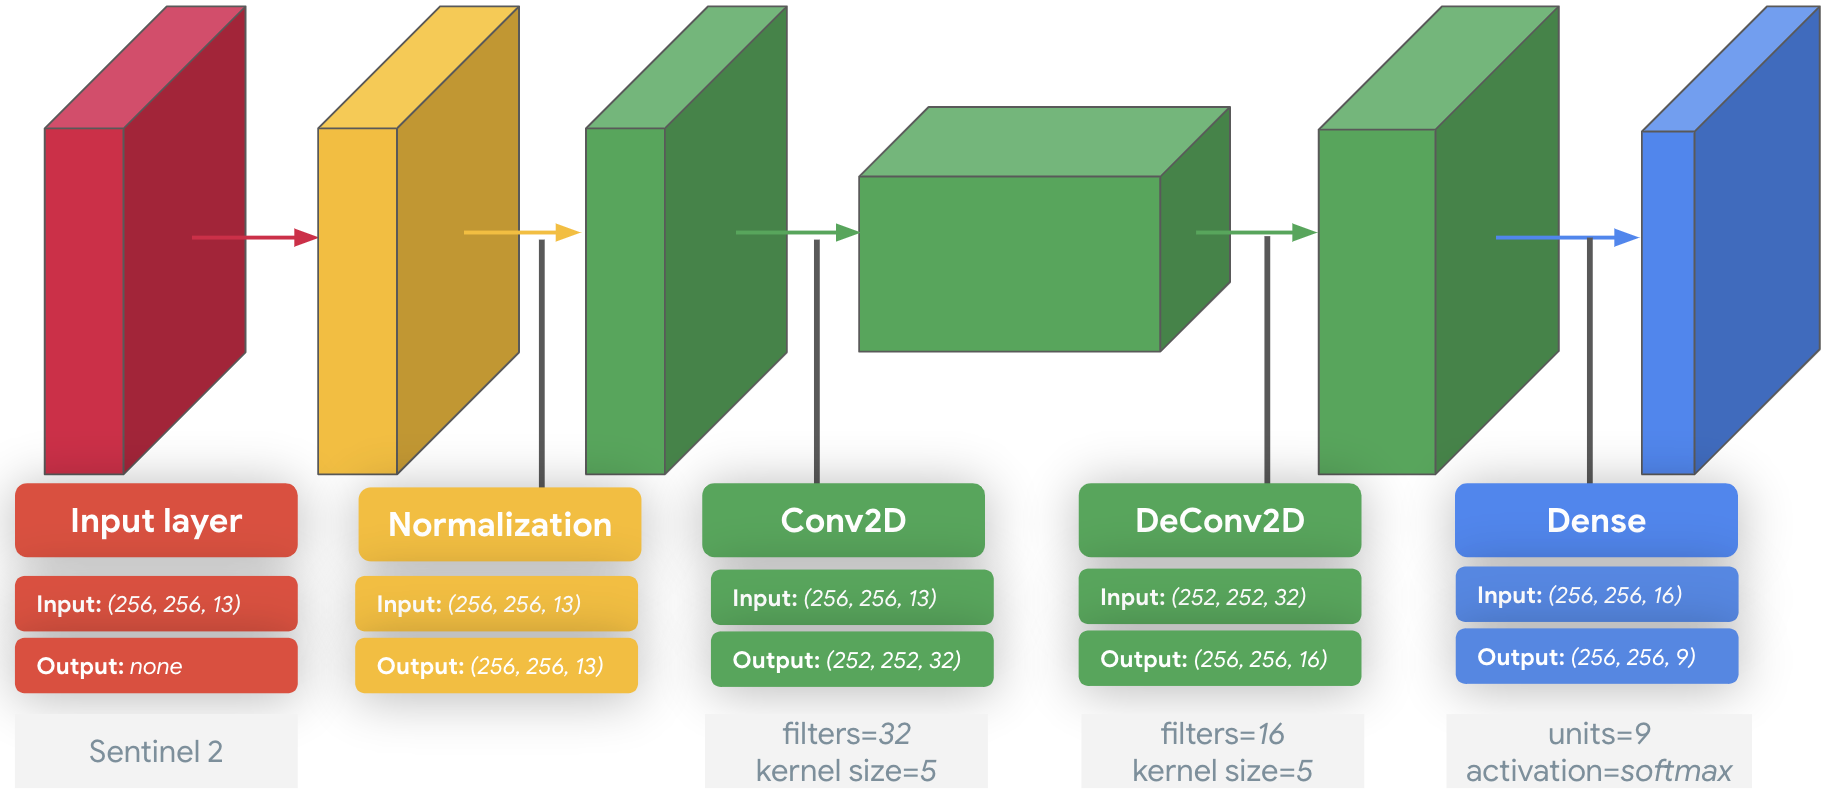 Input layer
Input: (256, 256, 13)
Output: none
Sentinel 2
Normalization
Input: (256, 256, 13)
Output: (256, 256, 13)
Conv2D
Input: (256, 256, 13)
Output: (252, 252, 32)
filters=32
kernel size=5
DeConv2D
Input: (252, 252, 32)
Output: (256, 256, 16)
filters=16
kernel size=5
Dense
Input: (256, 256, 16)
Output: (256, 256, 9)
units=9
activation=softmax